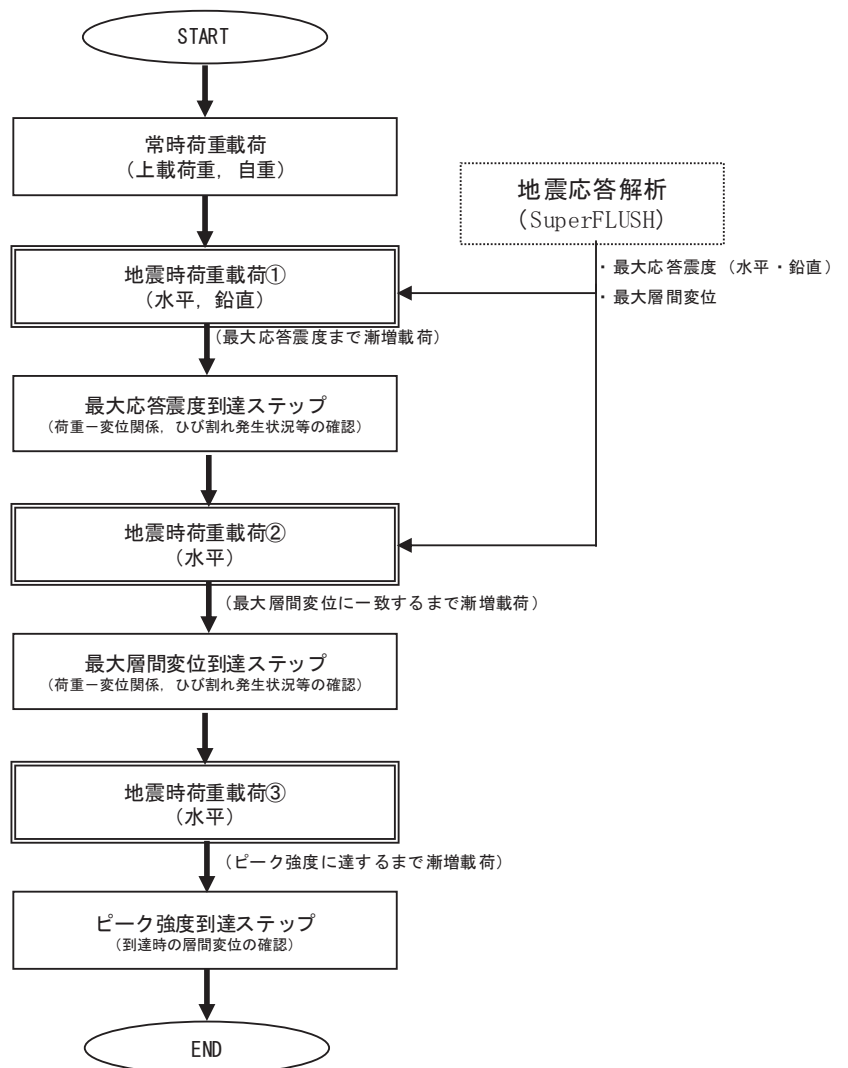 START
常時荷重載荷
（上載荷重，自重）
地震応答解析
（SuperFLUSH）
・最大応答震度（水平・鉛直）
・最大層間変位
地震時荷重載荷①
（水平，鉛直）
（最大応答震度まで漸増載荷）
最大応答震度到達ステップ
（荷重－変位関係，ひび割れ発生状況等の確認）
地震時荷重載荷②
（水平）
（最大層間変位に一致するまで漸増載荷）
最大層間変位到達ステップ
（荷重－変位関係，ひび割れ発生状況等の確認）
地震時荷重載荷③
（水平）
（ピーク強度に達するまで漸増載荷）
ピーク強度到達ステップ
（到達時の層間変位の確認）
END